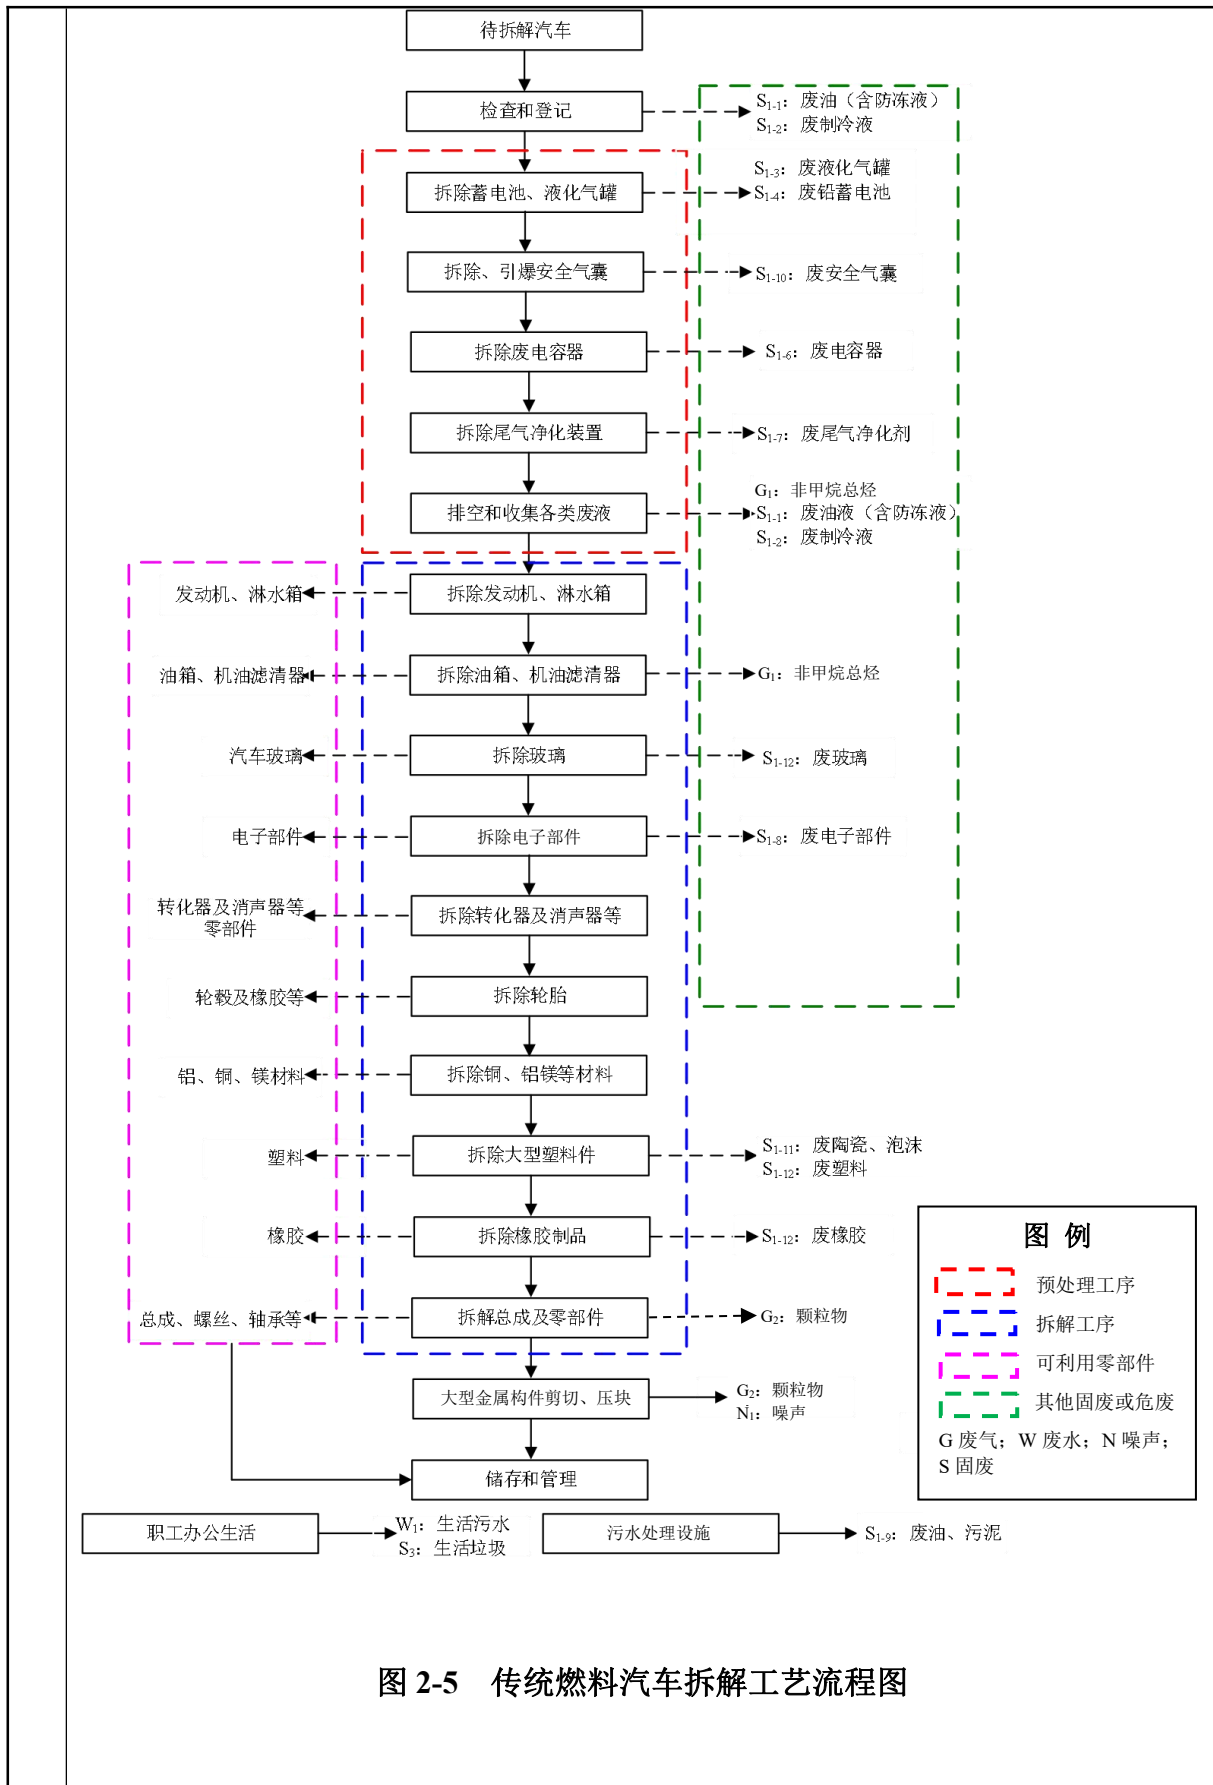 待拆解汽车
检查和登记
S1-1：废油（含防冻液）
S1-2：废制冷液
拆除蓄电池、液化气罐
S1-3：废液化气罐
S1-4：废铅蓄电池
拆除、引爆安全气囊
S1-10：废安全气囊
拆除废电容器
S1-6：废电容器
拆除尾气净化装置
S1-7：废尾气净化剂
排空和收集各类废液
G1：非甲烷总烃
S1-1：废油液（含防冻液）
S1-2：废制冷液
发动机、淋水箱
拆除发动机、淋水箱
油箱、机油滤清器
拆除油箱、机油滤清器
G1：非甲烷总烃
汽车玻璃
拆除玻璃
S1-12：废玻璃
电子部件
拆除电子部件
S1-8：废电子部件
转化器及消声器等
零部件
拆除转化器及消声器等
轮毂及橡胶等
拆除轮胎
铝、铜、镁材料
拆除铜、铝镁等材料
塑料
拆除大型塑料件
S1-11：废陶瓷、泡沫
S1-12：废塑料
橡胶
拆除橡胶制品
S1-12：废橡胶
总成、螺丝、轴承等
拆解总成及零部件
G2：颗粒物
大型金属构件剪切、压块
G2：颗粒物
N1：噪声
储存和管理
图 例
预处理工序
拆解工序
可利用零部件
其他固废或危废
G 废气；W 废水；N 噪声；
S 固废
职工办公生活
W1：生活污水
S3：生活垃圾
污水处理设施
S1-9：废油、污泥
图 2-5 传统燃料汽车拆解工艺流程图